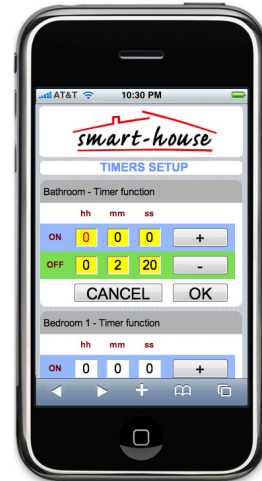 AT&T 10:30 PM
smart-house
TIMERS SETUP
Bathroom - Timer function
hh mm ss
ON 0 0 0 +
OFF 0 2 20 -
CANCEL OK
Bedroom 1 - Timer function
hh mm ss
ON 0 0 0 +